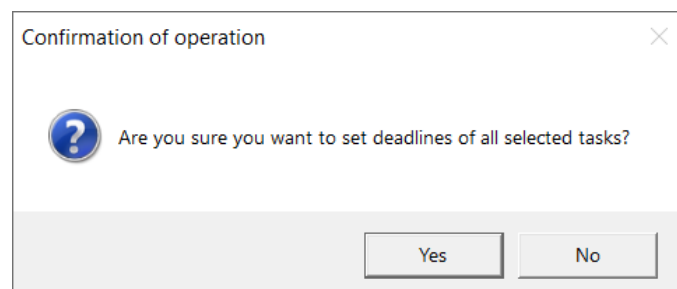 Confirmation of operation
Are you sure you want to set deadlines of all selected tasks?
Yes
No